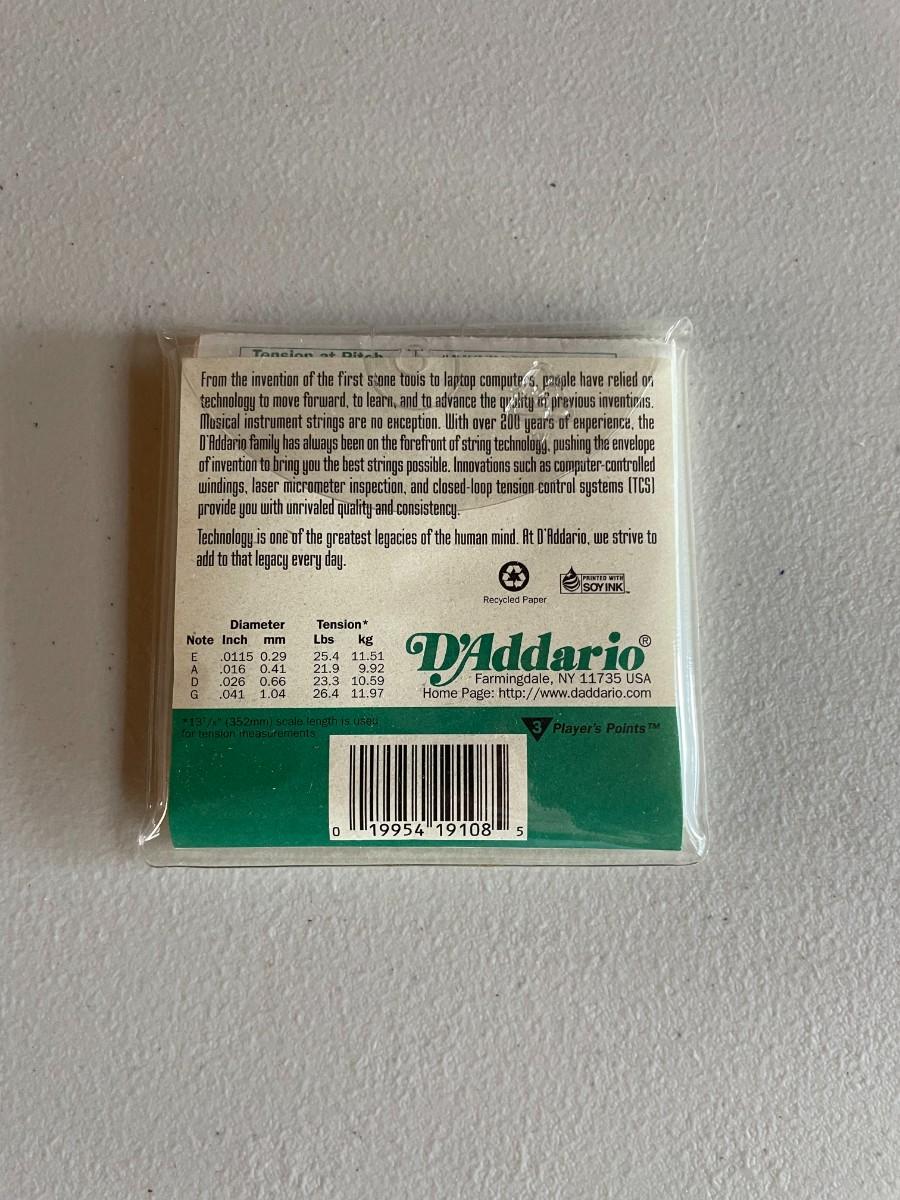 Tension at Pitch
From the invention of the first stone tools to laptop computers, people have relied on
technology to move forward, to learn, and to advance the quality of previous inventions.
Musical instrument strings are no exception. With over 200 years of experience, the
D'Addario family has always been on the forefront of string technology, pushing the envelope
of invention to bring you the best strings possible. Innovations such as computer-controlled
windings, laser micrometer inspection, and closed-loop tension control systems (TCS)
provide you with unrivaled quality and consistency.
Technology is one of the greatest legacies of the human mind. At D'Addario, we strive to
add to that legacy every day.
Recycled Paper
PRINTED WITH
SOY INK™
Diameter Tension*
Note Inch mm Lbs kg
E .0115 0.29 25.4 11.51
A .016 0.41 21.9 9.92
D .026 0.66 23.3 10.59
G .041 1.04 26.4 11.97
D'Addario®
Farmingdale, NY 11735 USA
Home Page: http://www.daddario.com
*13⁷/₈" (352mm) scale length is used
for tension measurements
3 Player's Points™
0 19954 19108 5